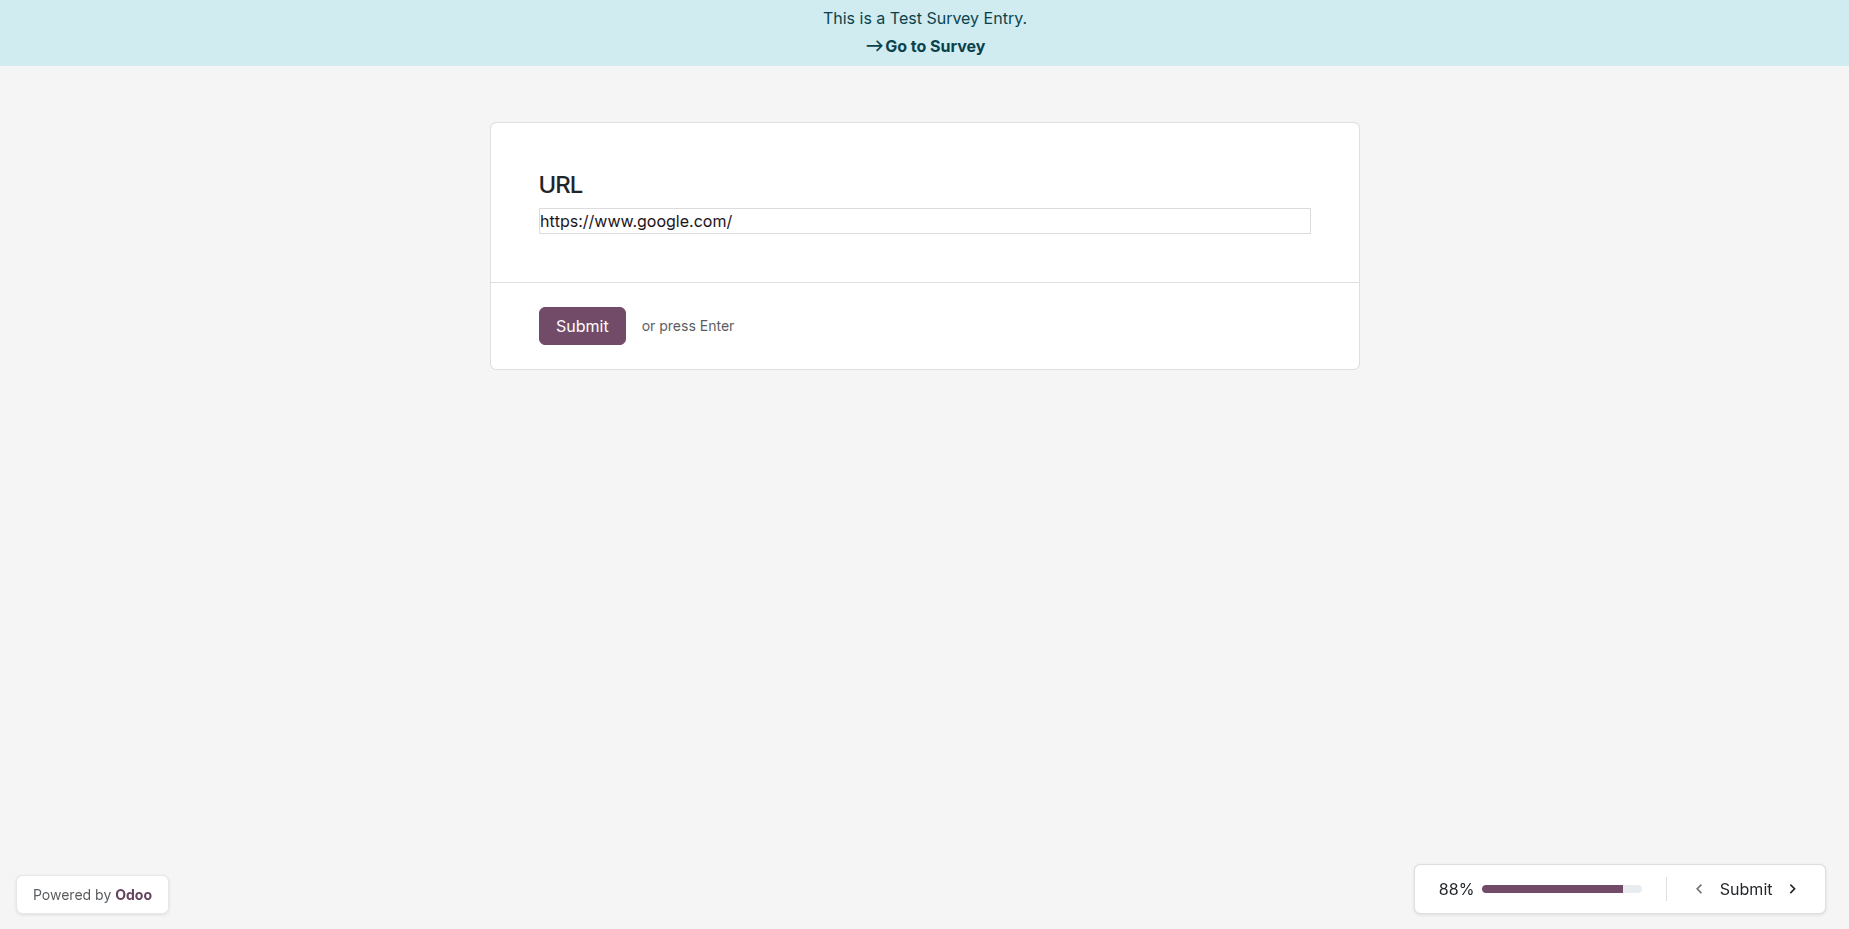 This is a Test Survey Entry.
→Go to Survey
URL
https://www.google.com/
Submit or press Enter
Powered by Odoo
88% Submit